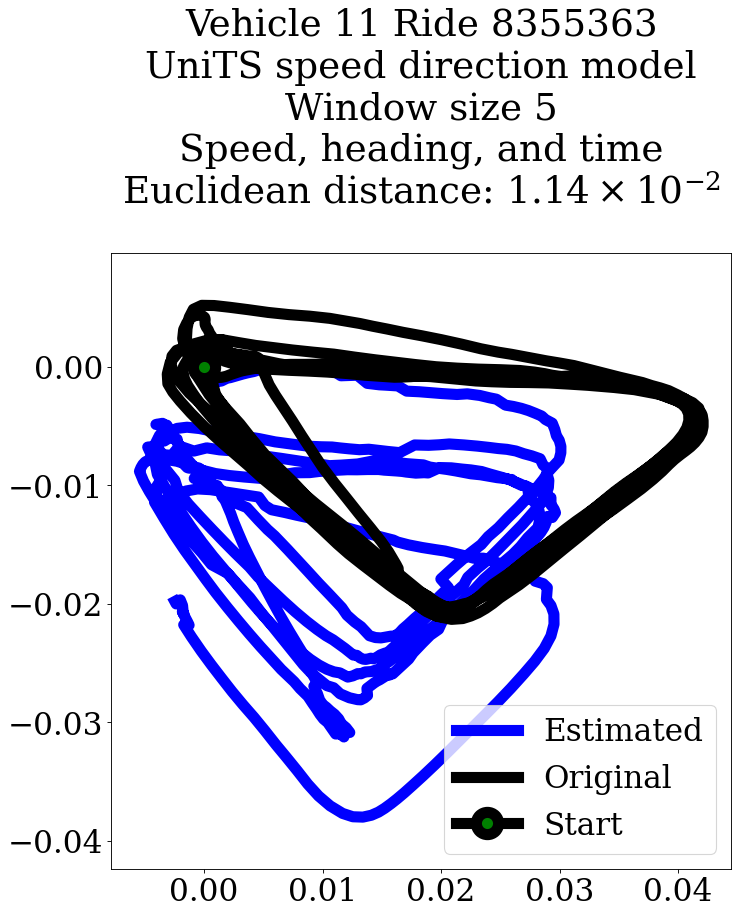 Vehicle 11 Ride 8355363
UniTS speed direction model
Window size 5
Speed, heading, and time
Euclidean distance: 1.14 × 10⁻²
0.00
−0.01
−0.02
−0.03
−0.04
Estimated
Original
Start
0.00 0.01 0.02 0.03 0.04